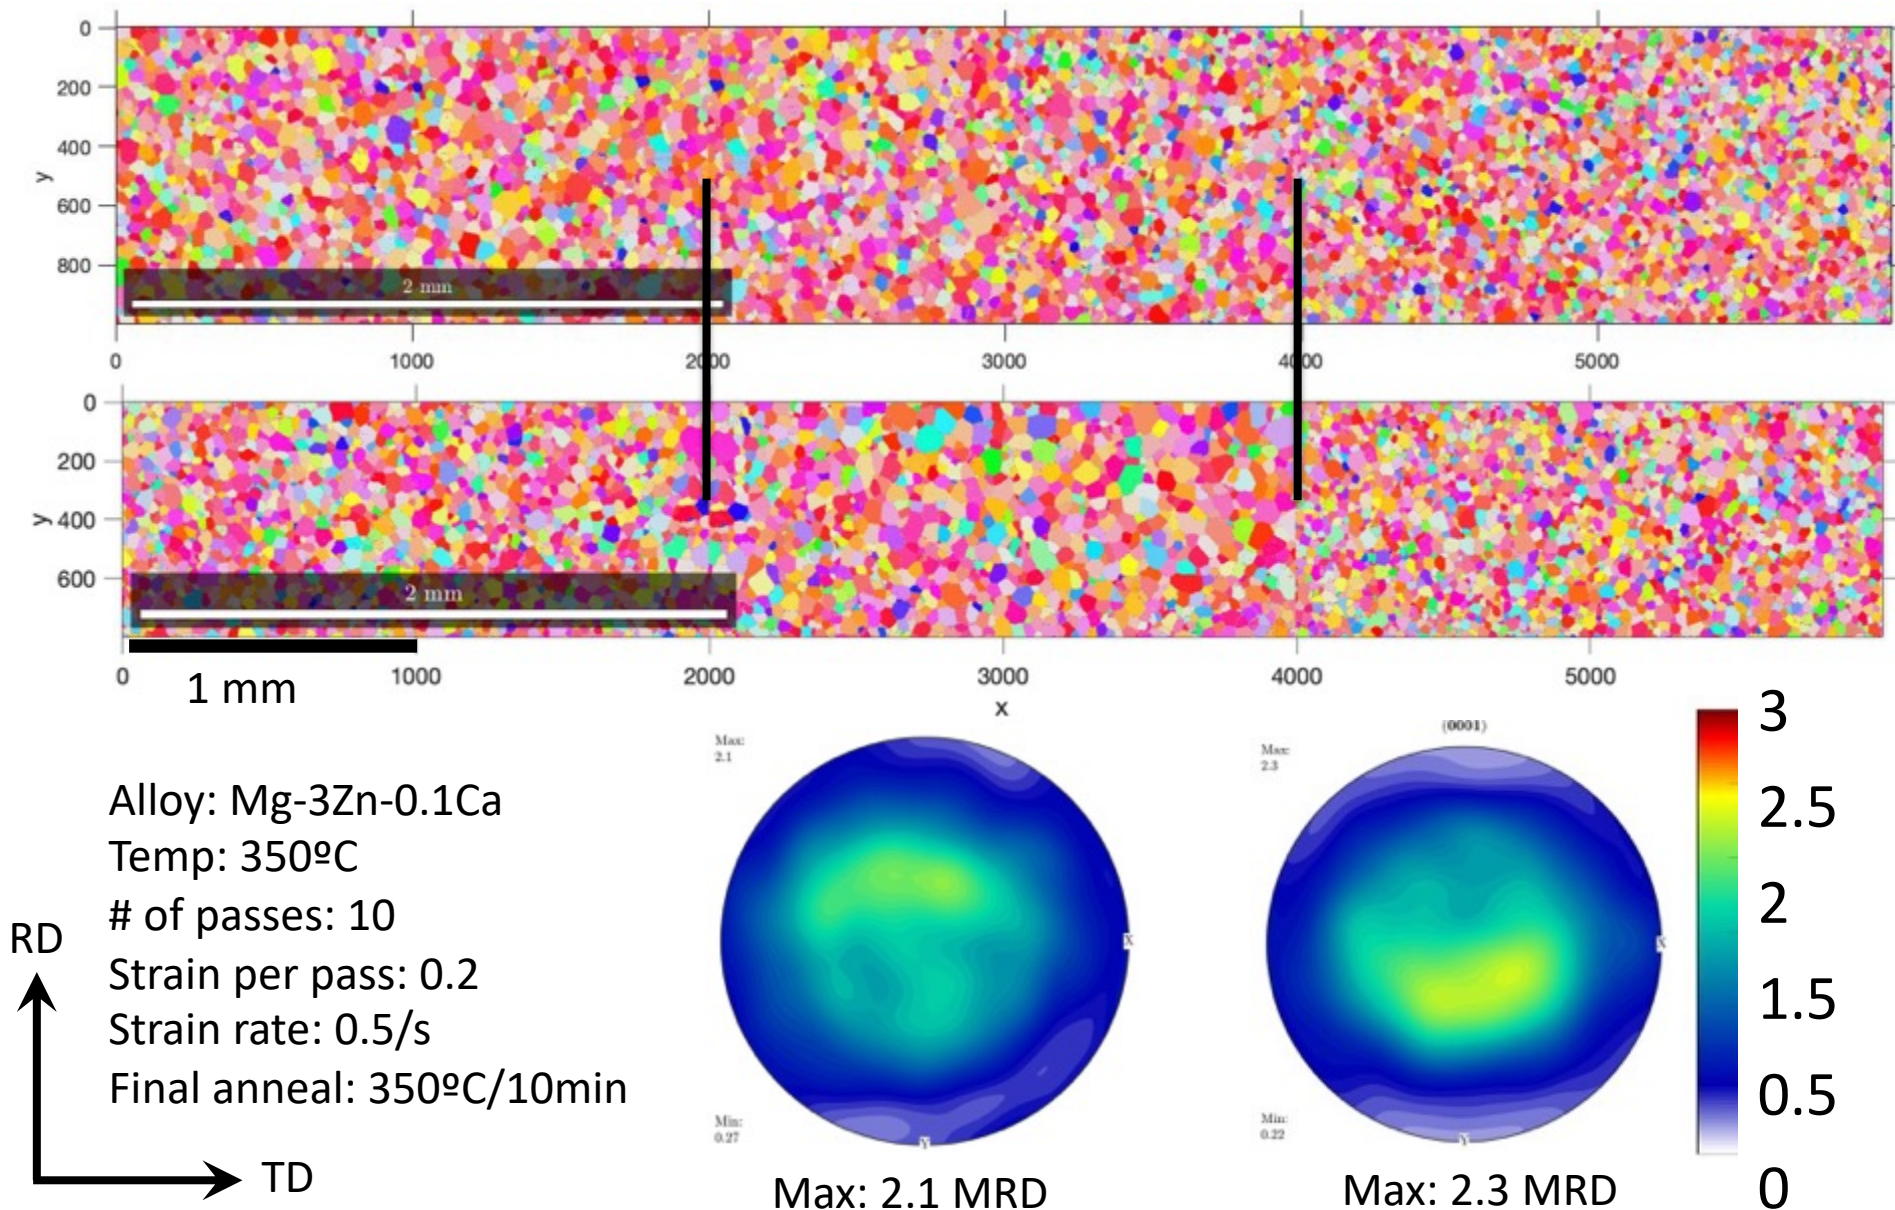 0
200
400
y
600
800
2 mm
0
1000
2000
3000
4000
5000
0
200
y
400
600
2 mm
1 mm
0
1000
2000
3000
4000
5000
x
Alloy: Mg-3Zn-0.1Ca
Temp: 350ºC
# of passes: 10
Strain per pass: 0.2
Strain rate: 0.5/s
Final anneal: 350ºC/10min
RD
TD
Max:
2.1
X
Min:
0.27
Y
Max: 2.1 MRD
(0001)
Max:
2.3
X
Min:
0.22
Y
Max: 2.3 MRD
3
2.5
2
1.5
0.5
0